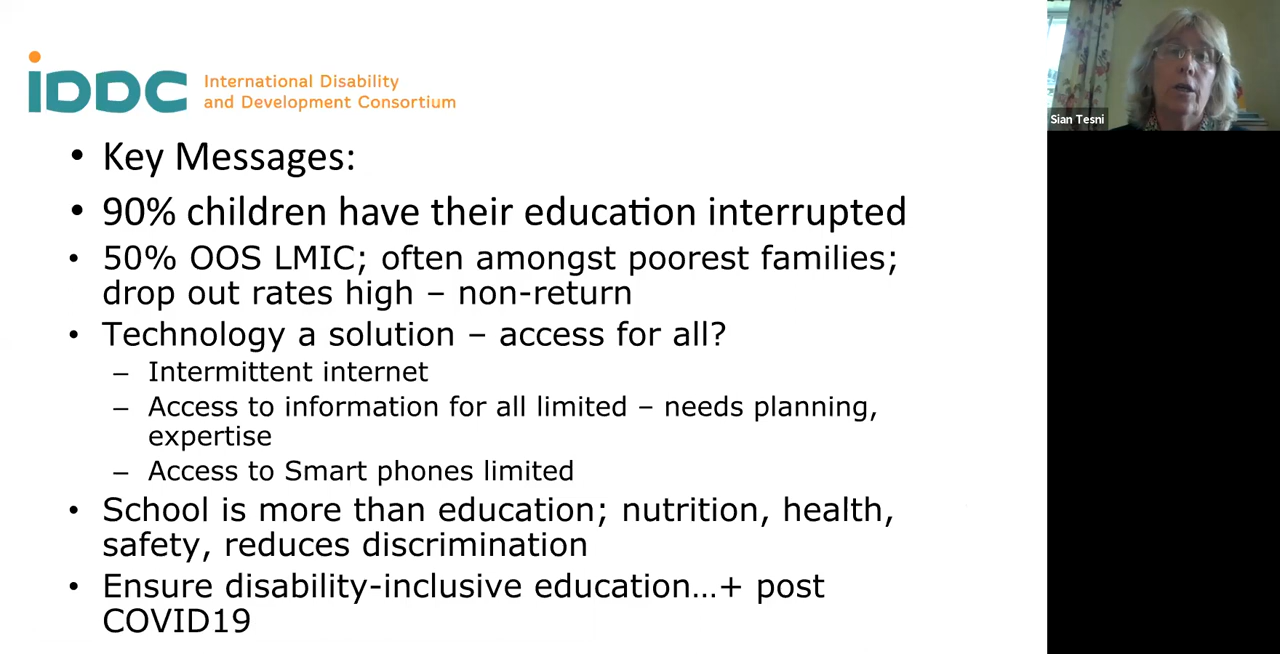 iDDC
International Disability
and Development Consortium
• Key Messages:
• 90% children have their education interrupted
• 50% OOS LMIC; often amongst poorest families;
drop out rates high – non-return
• Technology a solution – access for all?
– Intermittent internet
– Access to information for all limited – needs planning,
expertise
– Access to Smart phones limited
• School is more than education; nutrition, health,
safety, reduces discrimination
• Ensure disability-inclusive education...+ post
COVID19
Sian Tesni